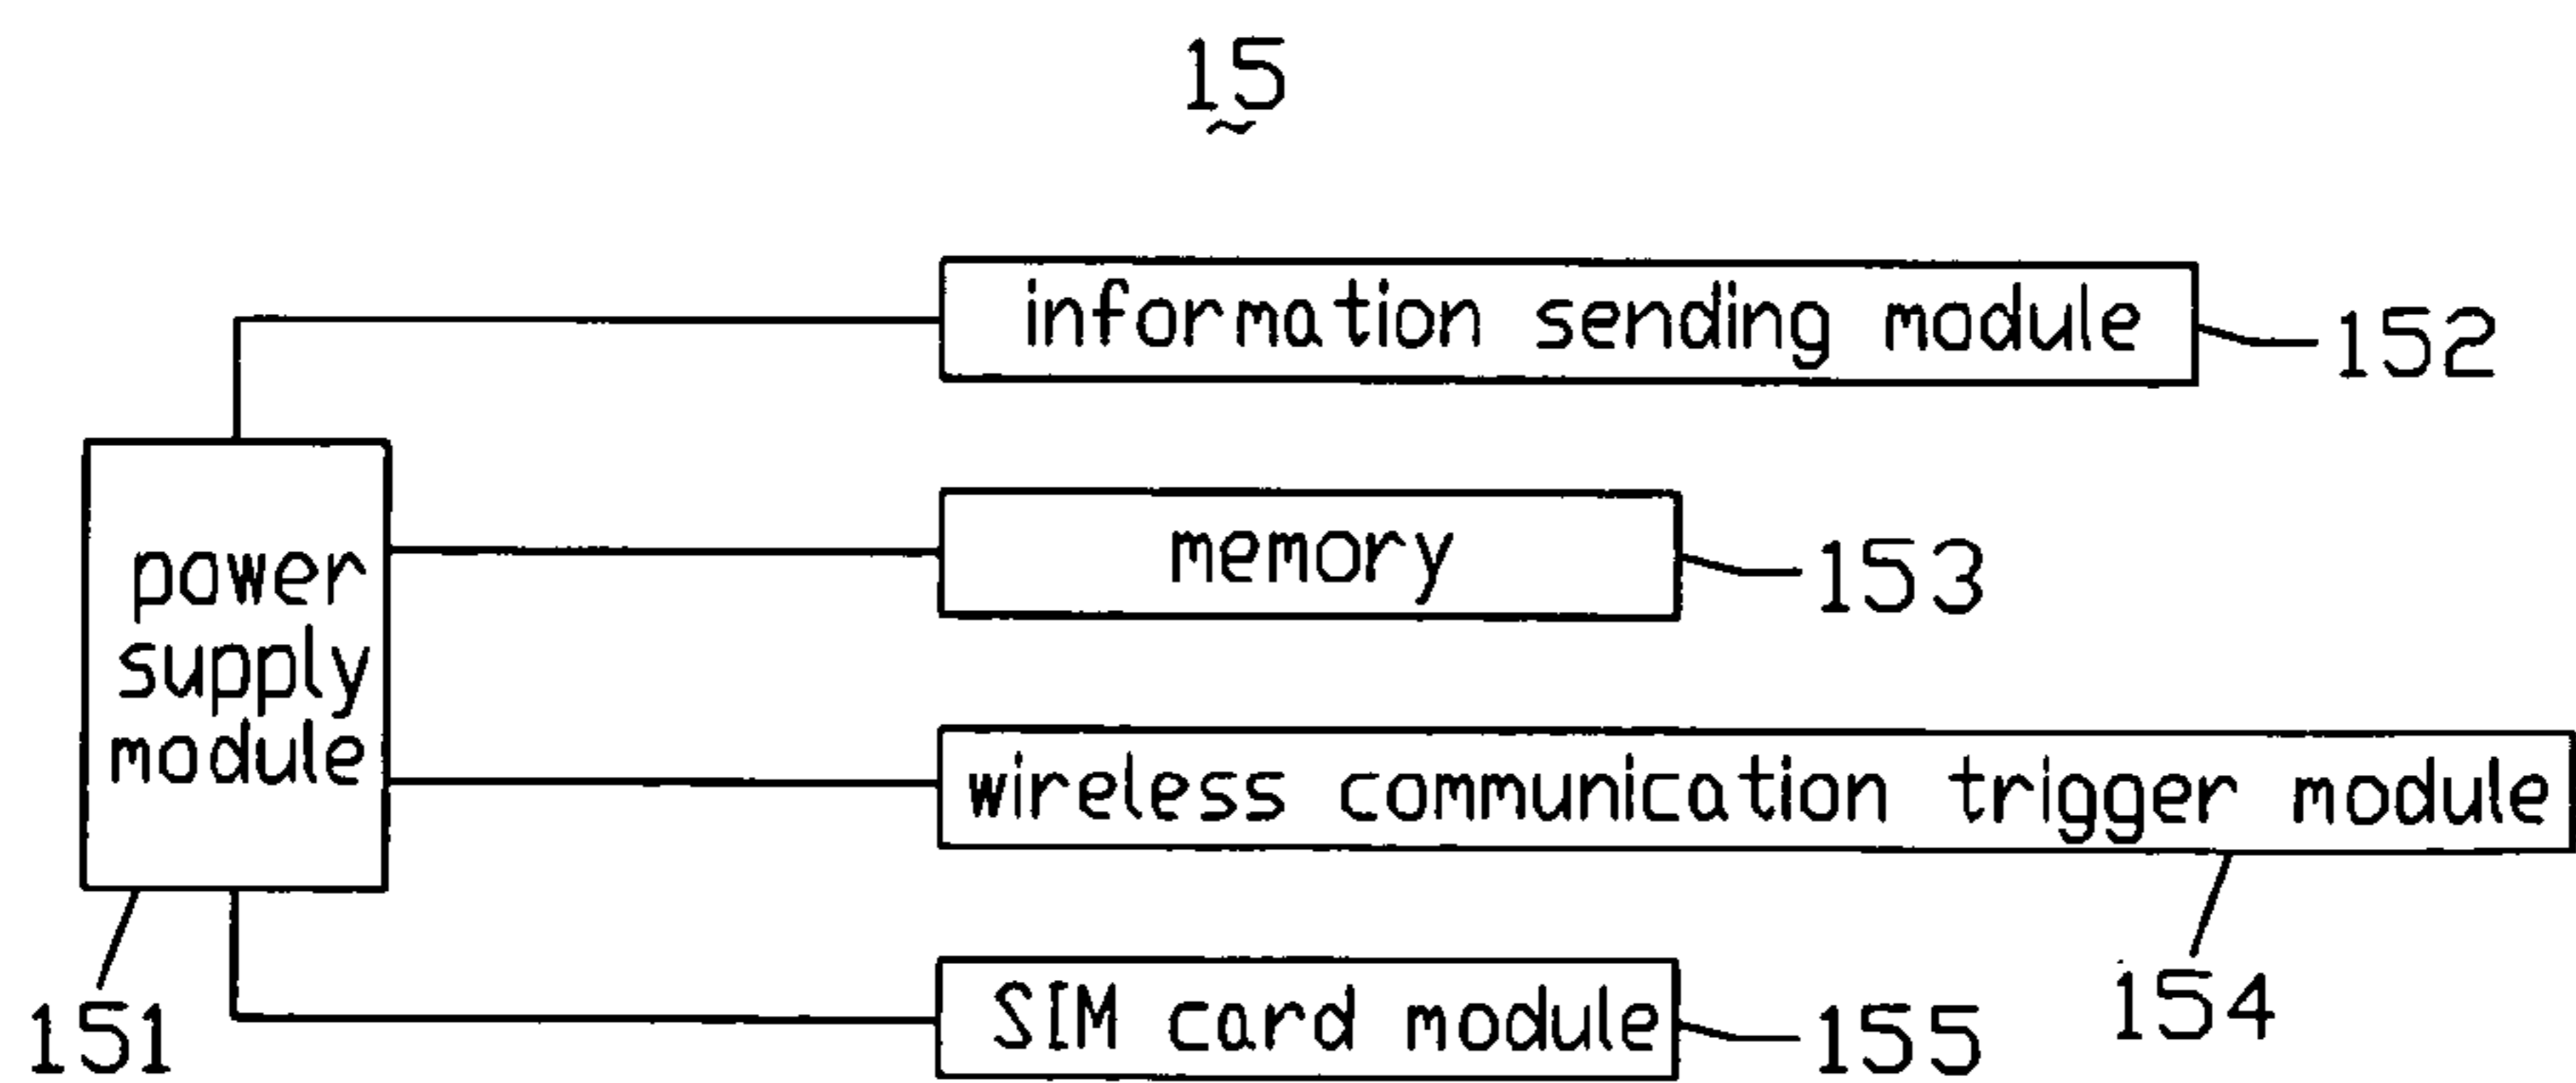 15
information sending module
152
memory
153
power
supply
module
wireless communication trigger module
154
SIM card module
155
151